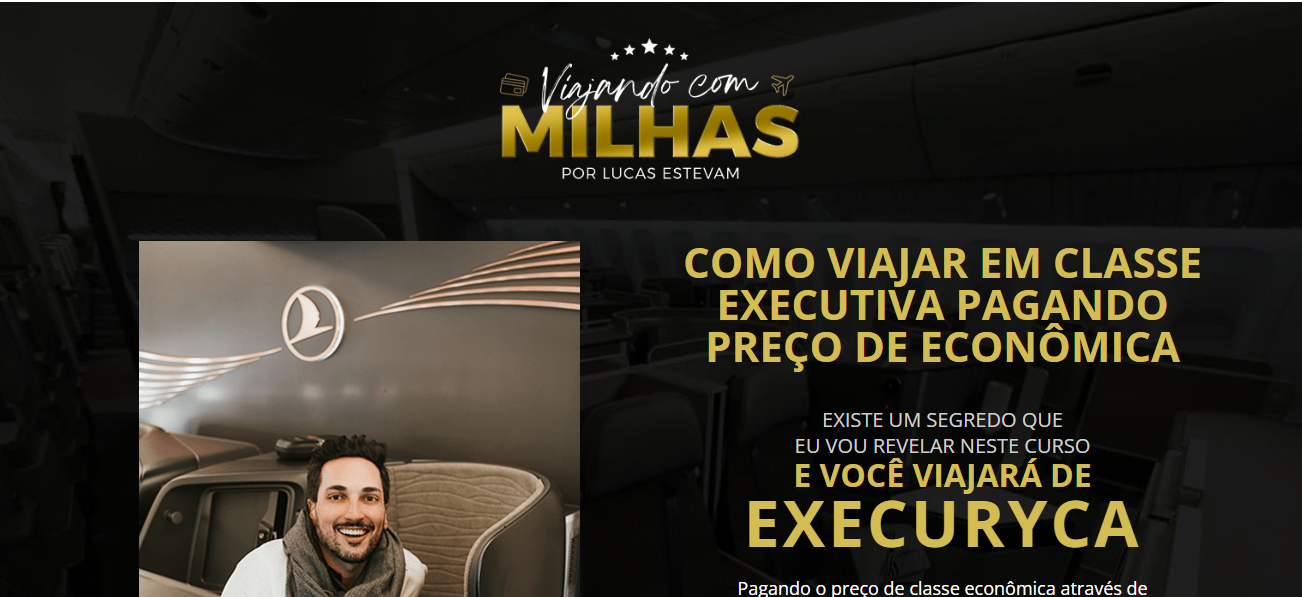 Viajando com
MILHAS
POR LUCAS ESTEVAM
COMO VIAJAR EM CLASSE
EXECUTIVA PAGANDO
PREÇO DE ECONÔMICA
EXISTE UM SEGREDO QUE
EU VOU REVELAR NESTE CURSO
E VOCÊ VIAJARÁ DE
EXECURYCA
Pagando o preço de classe econômica através de